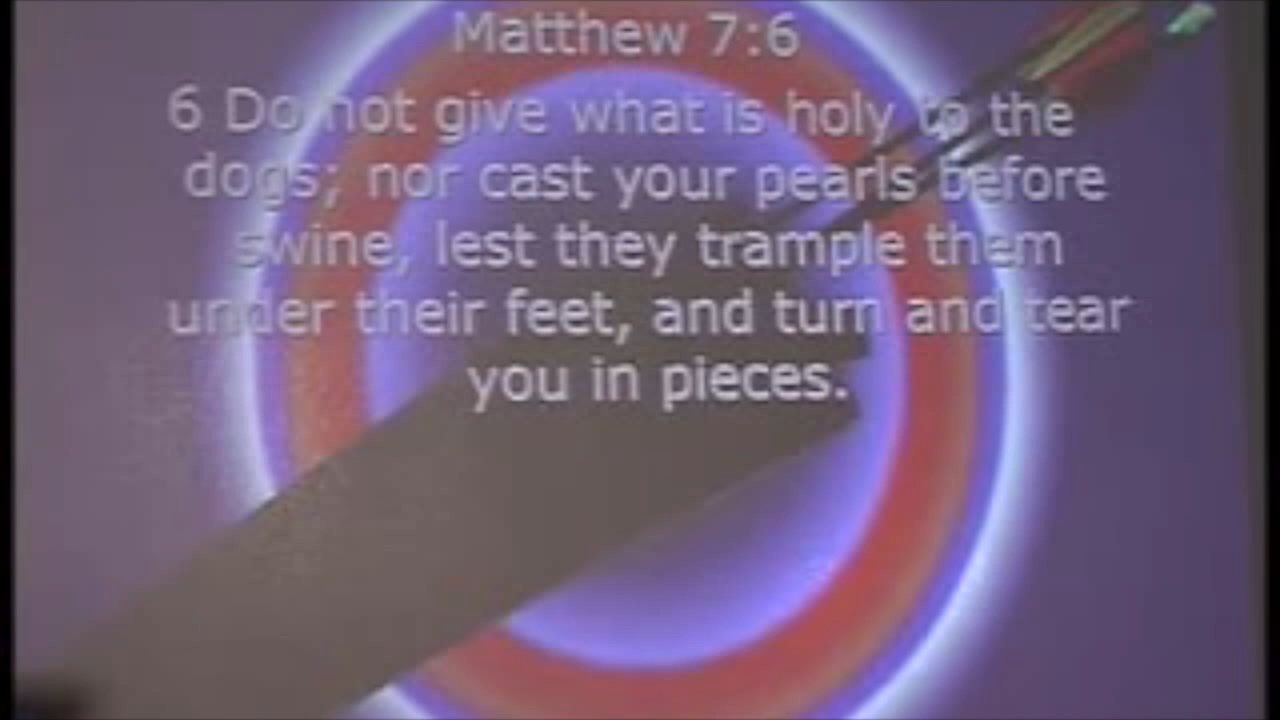 Matthew 7:6
6 Do not give what is holy to the
dogs; nor cast your pearls before
swine, lest they trample them
under their feet, and turn and tear
you in pieces.